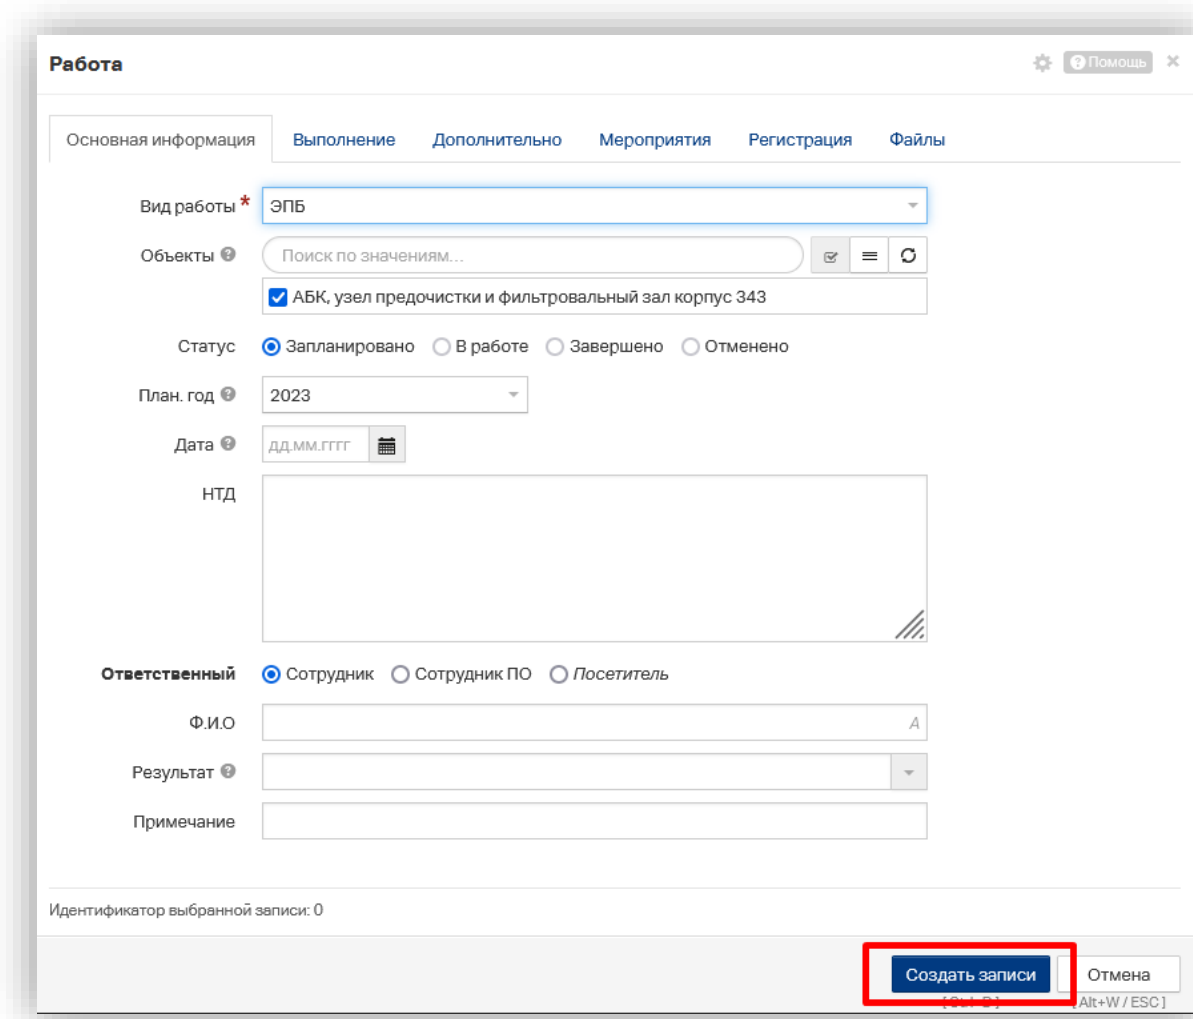 Работа
Помощь
Основная информация Выполнение Дополнительно Мероприятия Регистрация Файлы
Вид работы * ЭПБ
Объекты Поиск по значениям...
АБК, узел предочистки и фильтровальный зал корпус 343
Статус Запланировано В работе Завершено Отменено
План. год 2023
Дата дд.мм.гггг
НТД
Ответственный Сотрудник Сотрудник ПО Посетитель
Ф.И.О A
Результат
Примечание
Идентификатор выбранной записи: 0
Создать записи Отмена
[Alt+W / ESC]